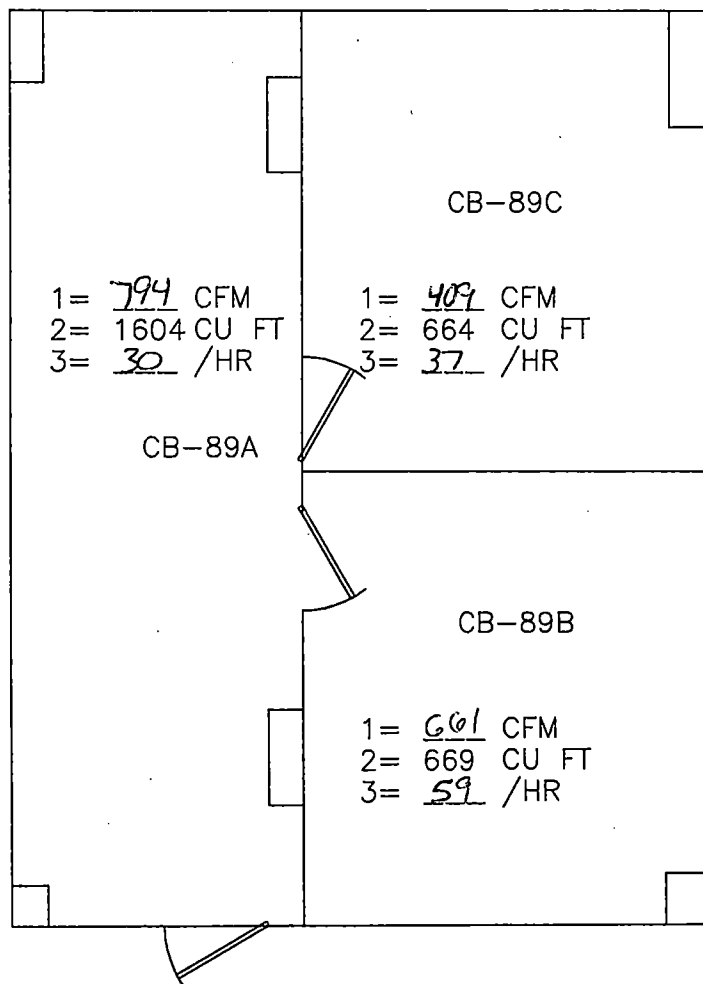 CB-89C
1= 794 CFM
2= 1604 CU FT
3= 30 /HR
1= 409 CFM
2= 664 CU FT
3= 37 /HR
CB-89A
CB-89B
1= 661 CFM
2= 669 CU FT
3= 59 /HR